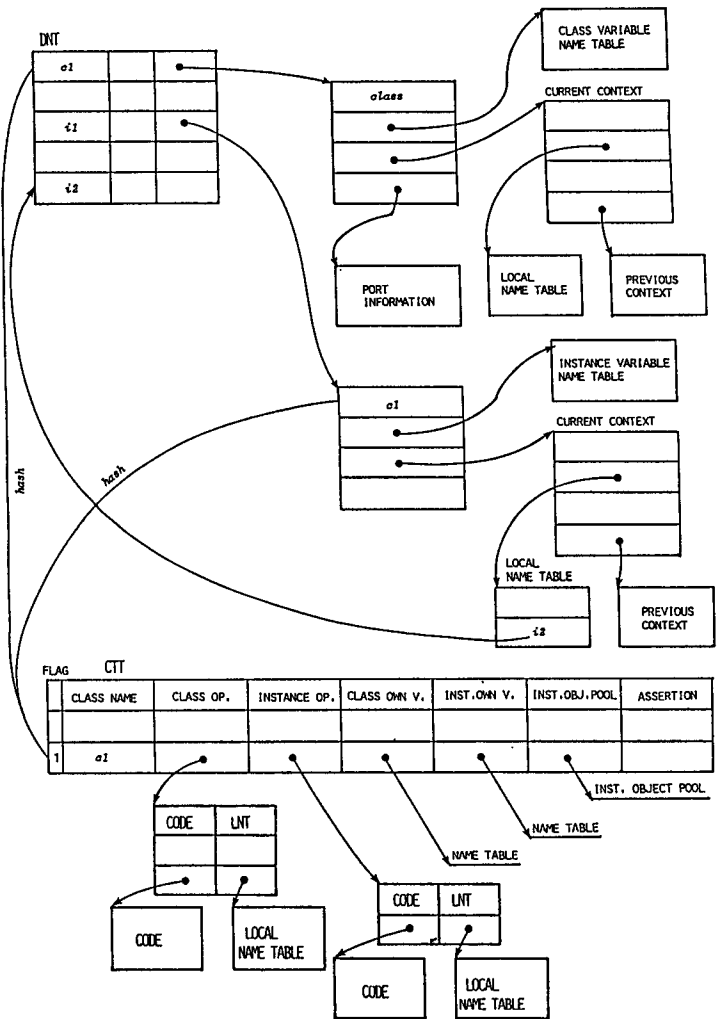 DNT
c1
i1
i2
CLASS VARIABLE
NAME TABLE
class
CURRENT CONTEXT
PORT
INFORMATION
LOCAL
NAME TABLE
PREVIOUS
CONTEXT
c1
INSTANCE VARIABLE
NAME TABLE
CURRENT CONTEXT
hash
hash
LOCAL
NAME TABLE
i2
PREVIOUS
CONTEXT
FLAG CTT
CLASS NAME CLASS OP. INSTANCE OP. CLASS OWN V. INST.OWN V. INST.OBJ.POOL ASSERTION
1 c1
INST. OBJECT POOL
NAME TABLE
NAME TABLE
CODE LNT
CODE
LOCAL
NAME TABLE
CODE LNT
CODE
LOCAL
NAME TABLE